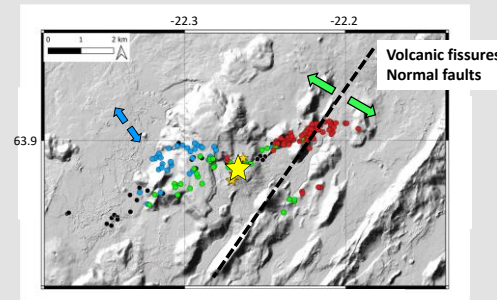 -22.3 -22.2
0 1 2 km
Volcanic fissures
Normal faults
63.9